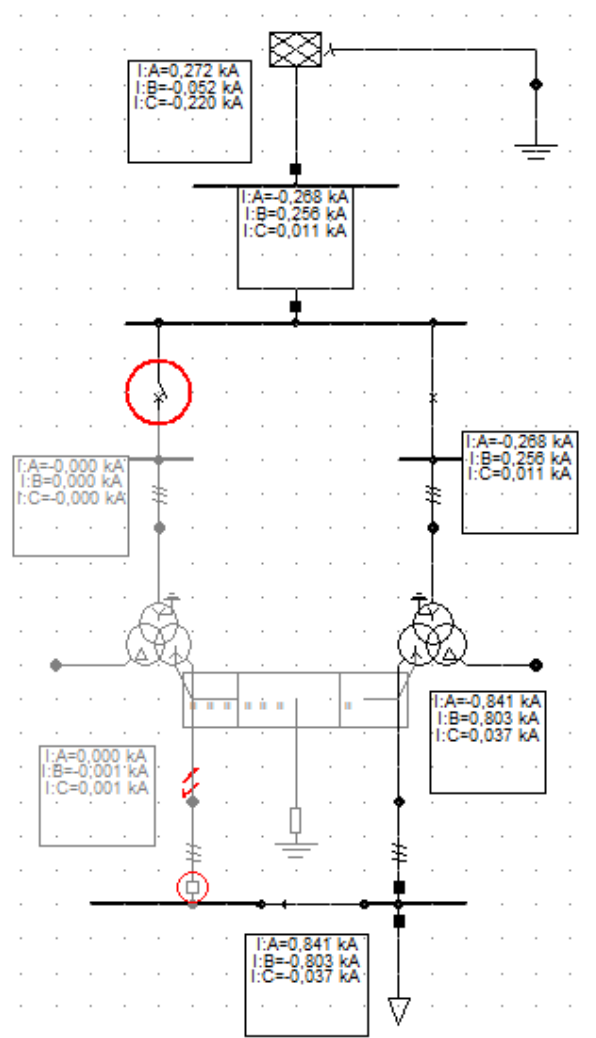 I:A=0,272 kA
I:B=-0,052 kA
I:C=-0,220 kA
I:A=-0,268 kA
I:B=0,256 kA
I:C=0,011 kA
I:A=-0,268 kA
I:B=0,256 kA
I:C=0,011 kA
I:A=-0,000 kA
I:B=0,000 kA
I:C=-0,000 kA
I:A=-0,841 kA
I:B=0,803 kA
I:C=0,037 kA
I:A=0,000 kA
I:B=-0,001 kA
I:C=0,001 kA
I:A=0,841 kA
I:B=-0,803 kA
I:C=-0,037 kA